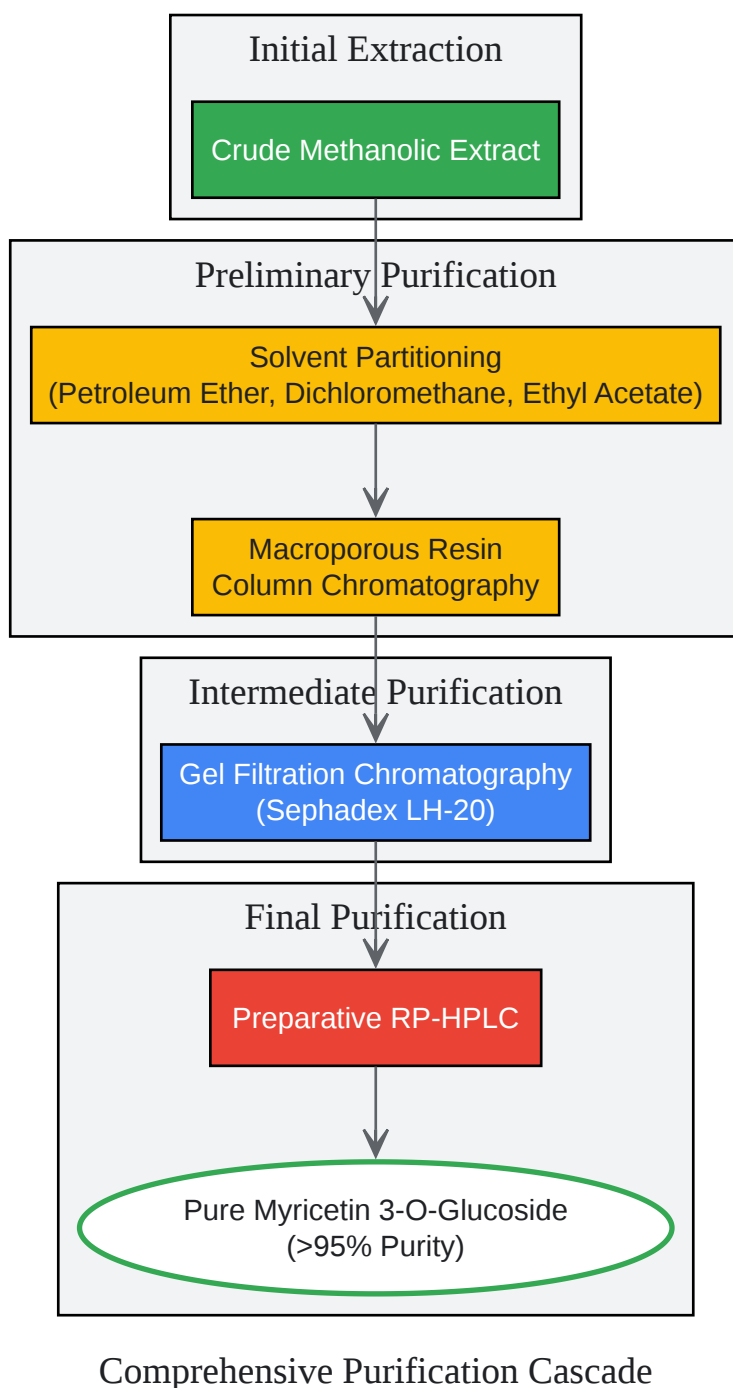 Initial Extraction
Crude Methanolic Extract
Preliminary Purification
Solvent Partitioning
(Petroleum Ether, Dichloromethane, Ethyl Acetate)
Macroporous Resin
Column Chromatography
Intermediate Purification
Gel Filtration Chromatography
(Sephadex LH-20)
Final Purification
Preparative RP-HPLC
Pure Myricetin 3-O-Glucoside
(>95% Purity)
Comprehensive Purification Cascade